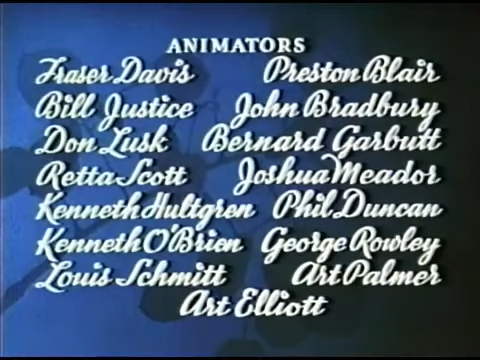 ANIMATORS
Fraser Davis Preston Blair
Bill Justice John Bradbury
Don Lusk Bernard Garbutt
Retta Scott Joshua Meador
Kenneth Hultgren Phil Duncan
Kenneth O'Brien George Rowley
Louis Schmitt Art Palmer
Art Elliott